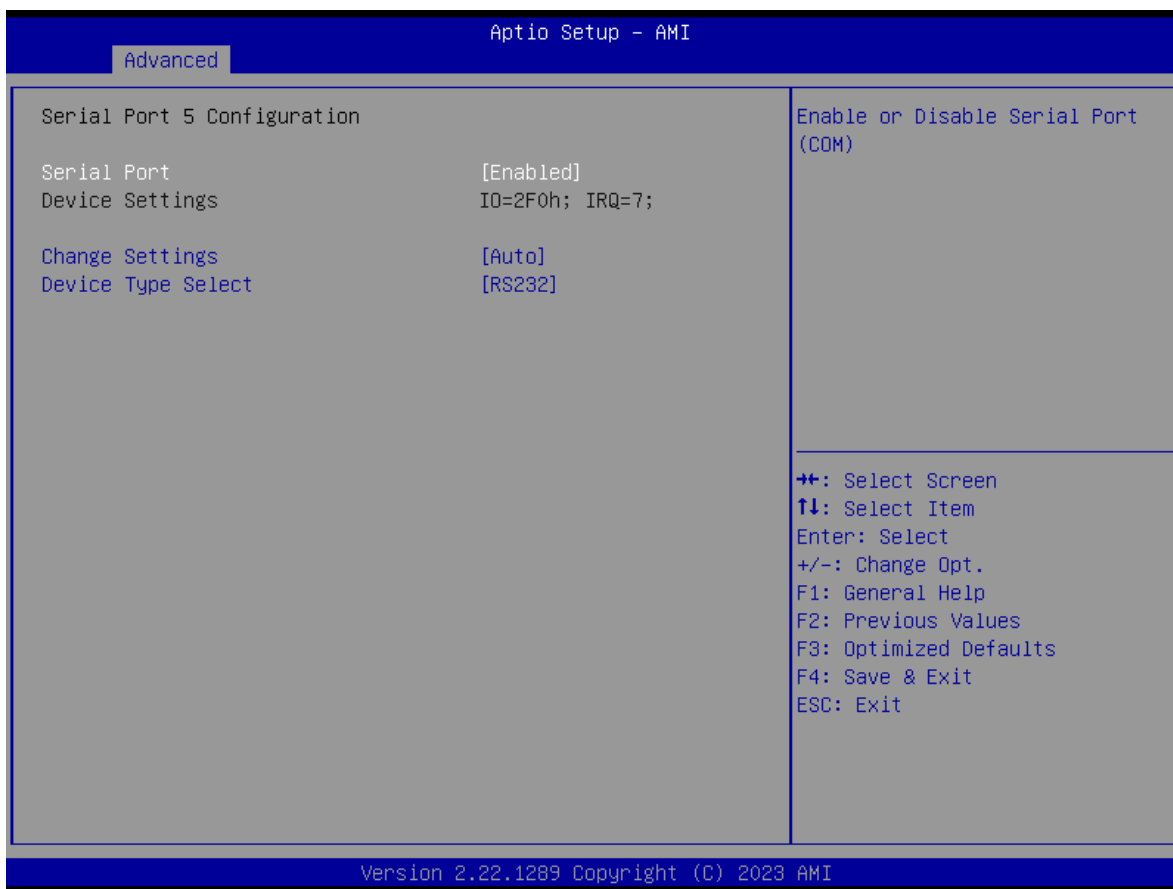 Aptio Setup – AMI
Advanced
Serial Port 5 Configuration
Serial Port [Enabled]
Device Settings IO=2F0h; IRQ=7;
Change Settings [Auto]
Device Type Select [RS232]
Enable or Disable Serial Port
(COM)
→←: Select Screen
↑↓: Select Item
Enter: Select
+/-: Change Opt.
F1: General Help
F2: Previous Values
F3: Optimized Defaults
F4: Save & Exit
ESC: Exit
Version 2.22.1289 Copyright (C) 2023 AMI